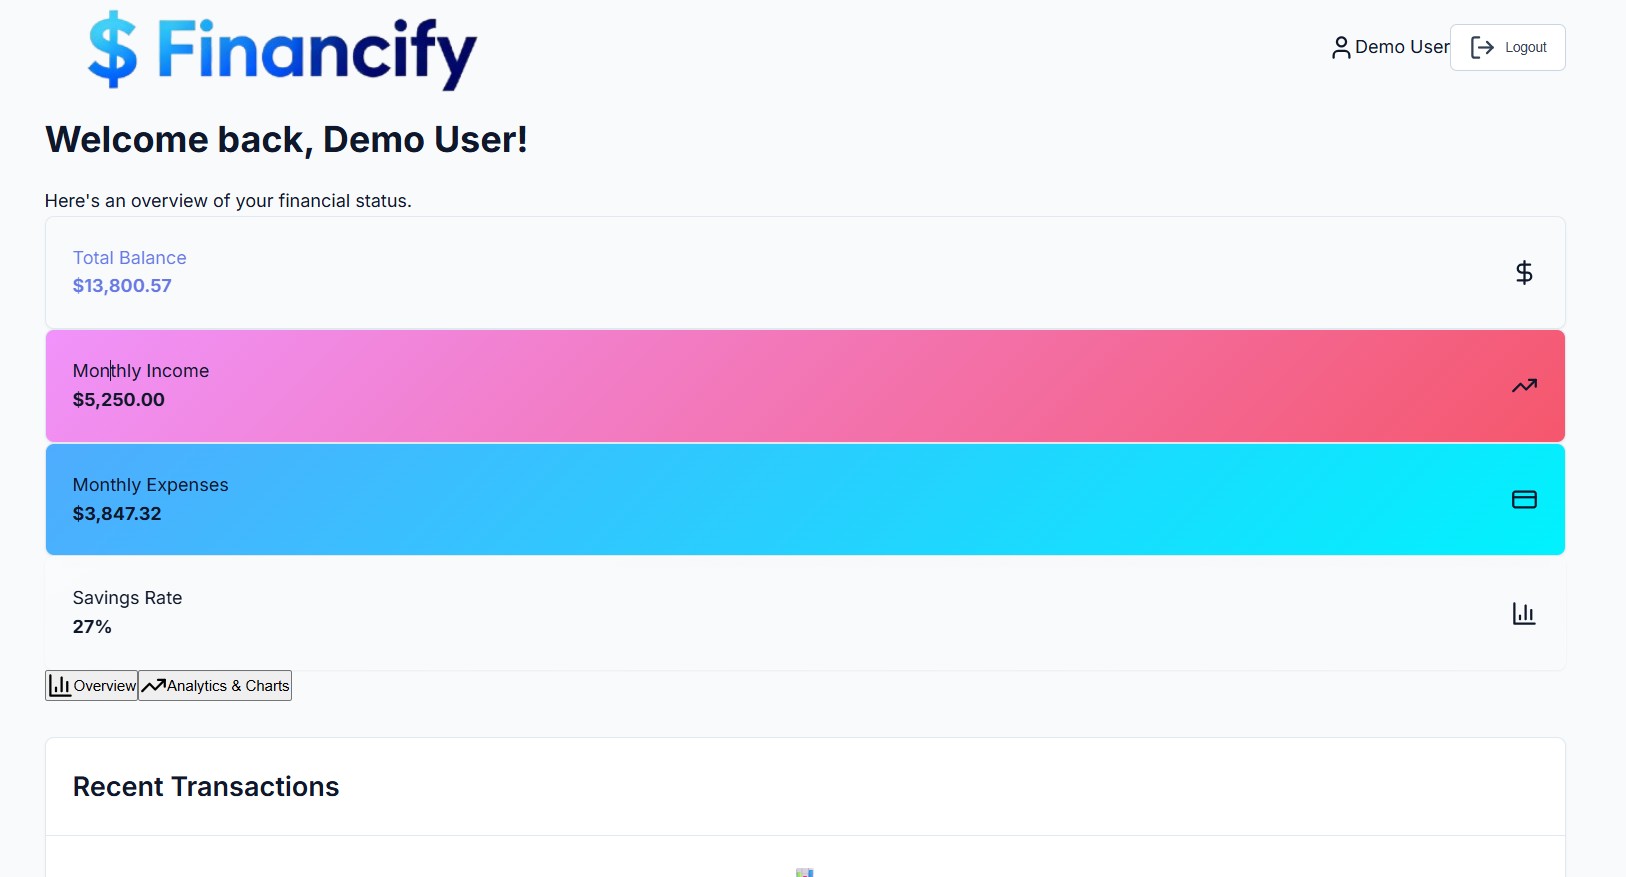 $ Financify
Demo User
Logout
Welcome back, Demo User!
Here's an overview of your financial status.
Total Balance
$13,800.57
$
Monthly Income
$5,250.00
Monthly Expenses
$3,847.32
Savings Rate
27%
Overview
Analytics & Charts
Recent Transactions